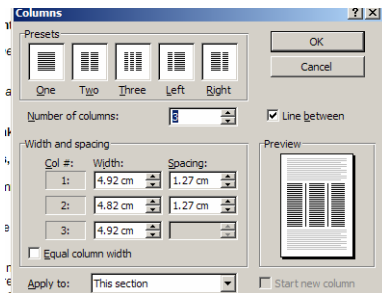 Columns
Presets
OK
Cancel
One Two Three Left Right
Number of columns: 3
Line between
Width and spacing
Preview
Col #: Width: Spacing:
1: 4.92 cm 1.27 cm
2: 4.82 cm 1.27 cm
3: 4.92 cm
Equal column width
Apply to: This section
Start new column